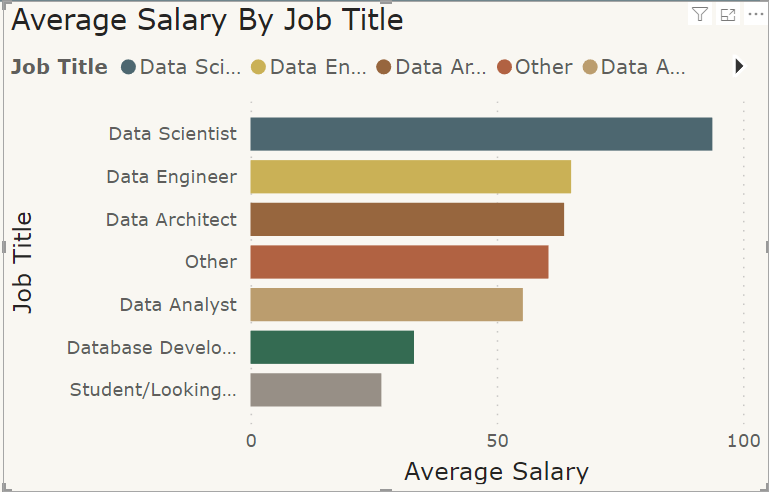 Average Salary By Job Title
Job Title Data Sci... Data En... Data Ar... Other Data A...
Data Scientist
Data Engineer
Data Architect
Other
Data Analyst
Database Develo...
Student/Looking...
Job Title
0 50 100
Average Salary